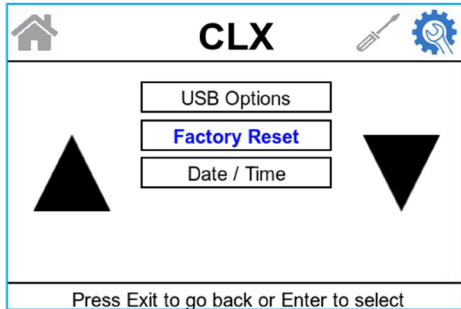 CLX
USB Options
Factory Reset
Date / Time
Press Exit to go back or Enter to select